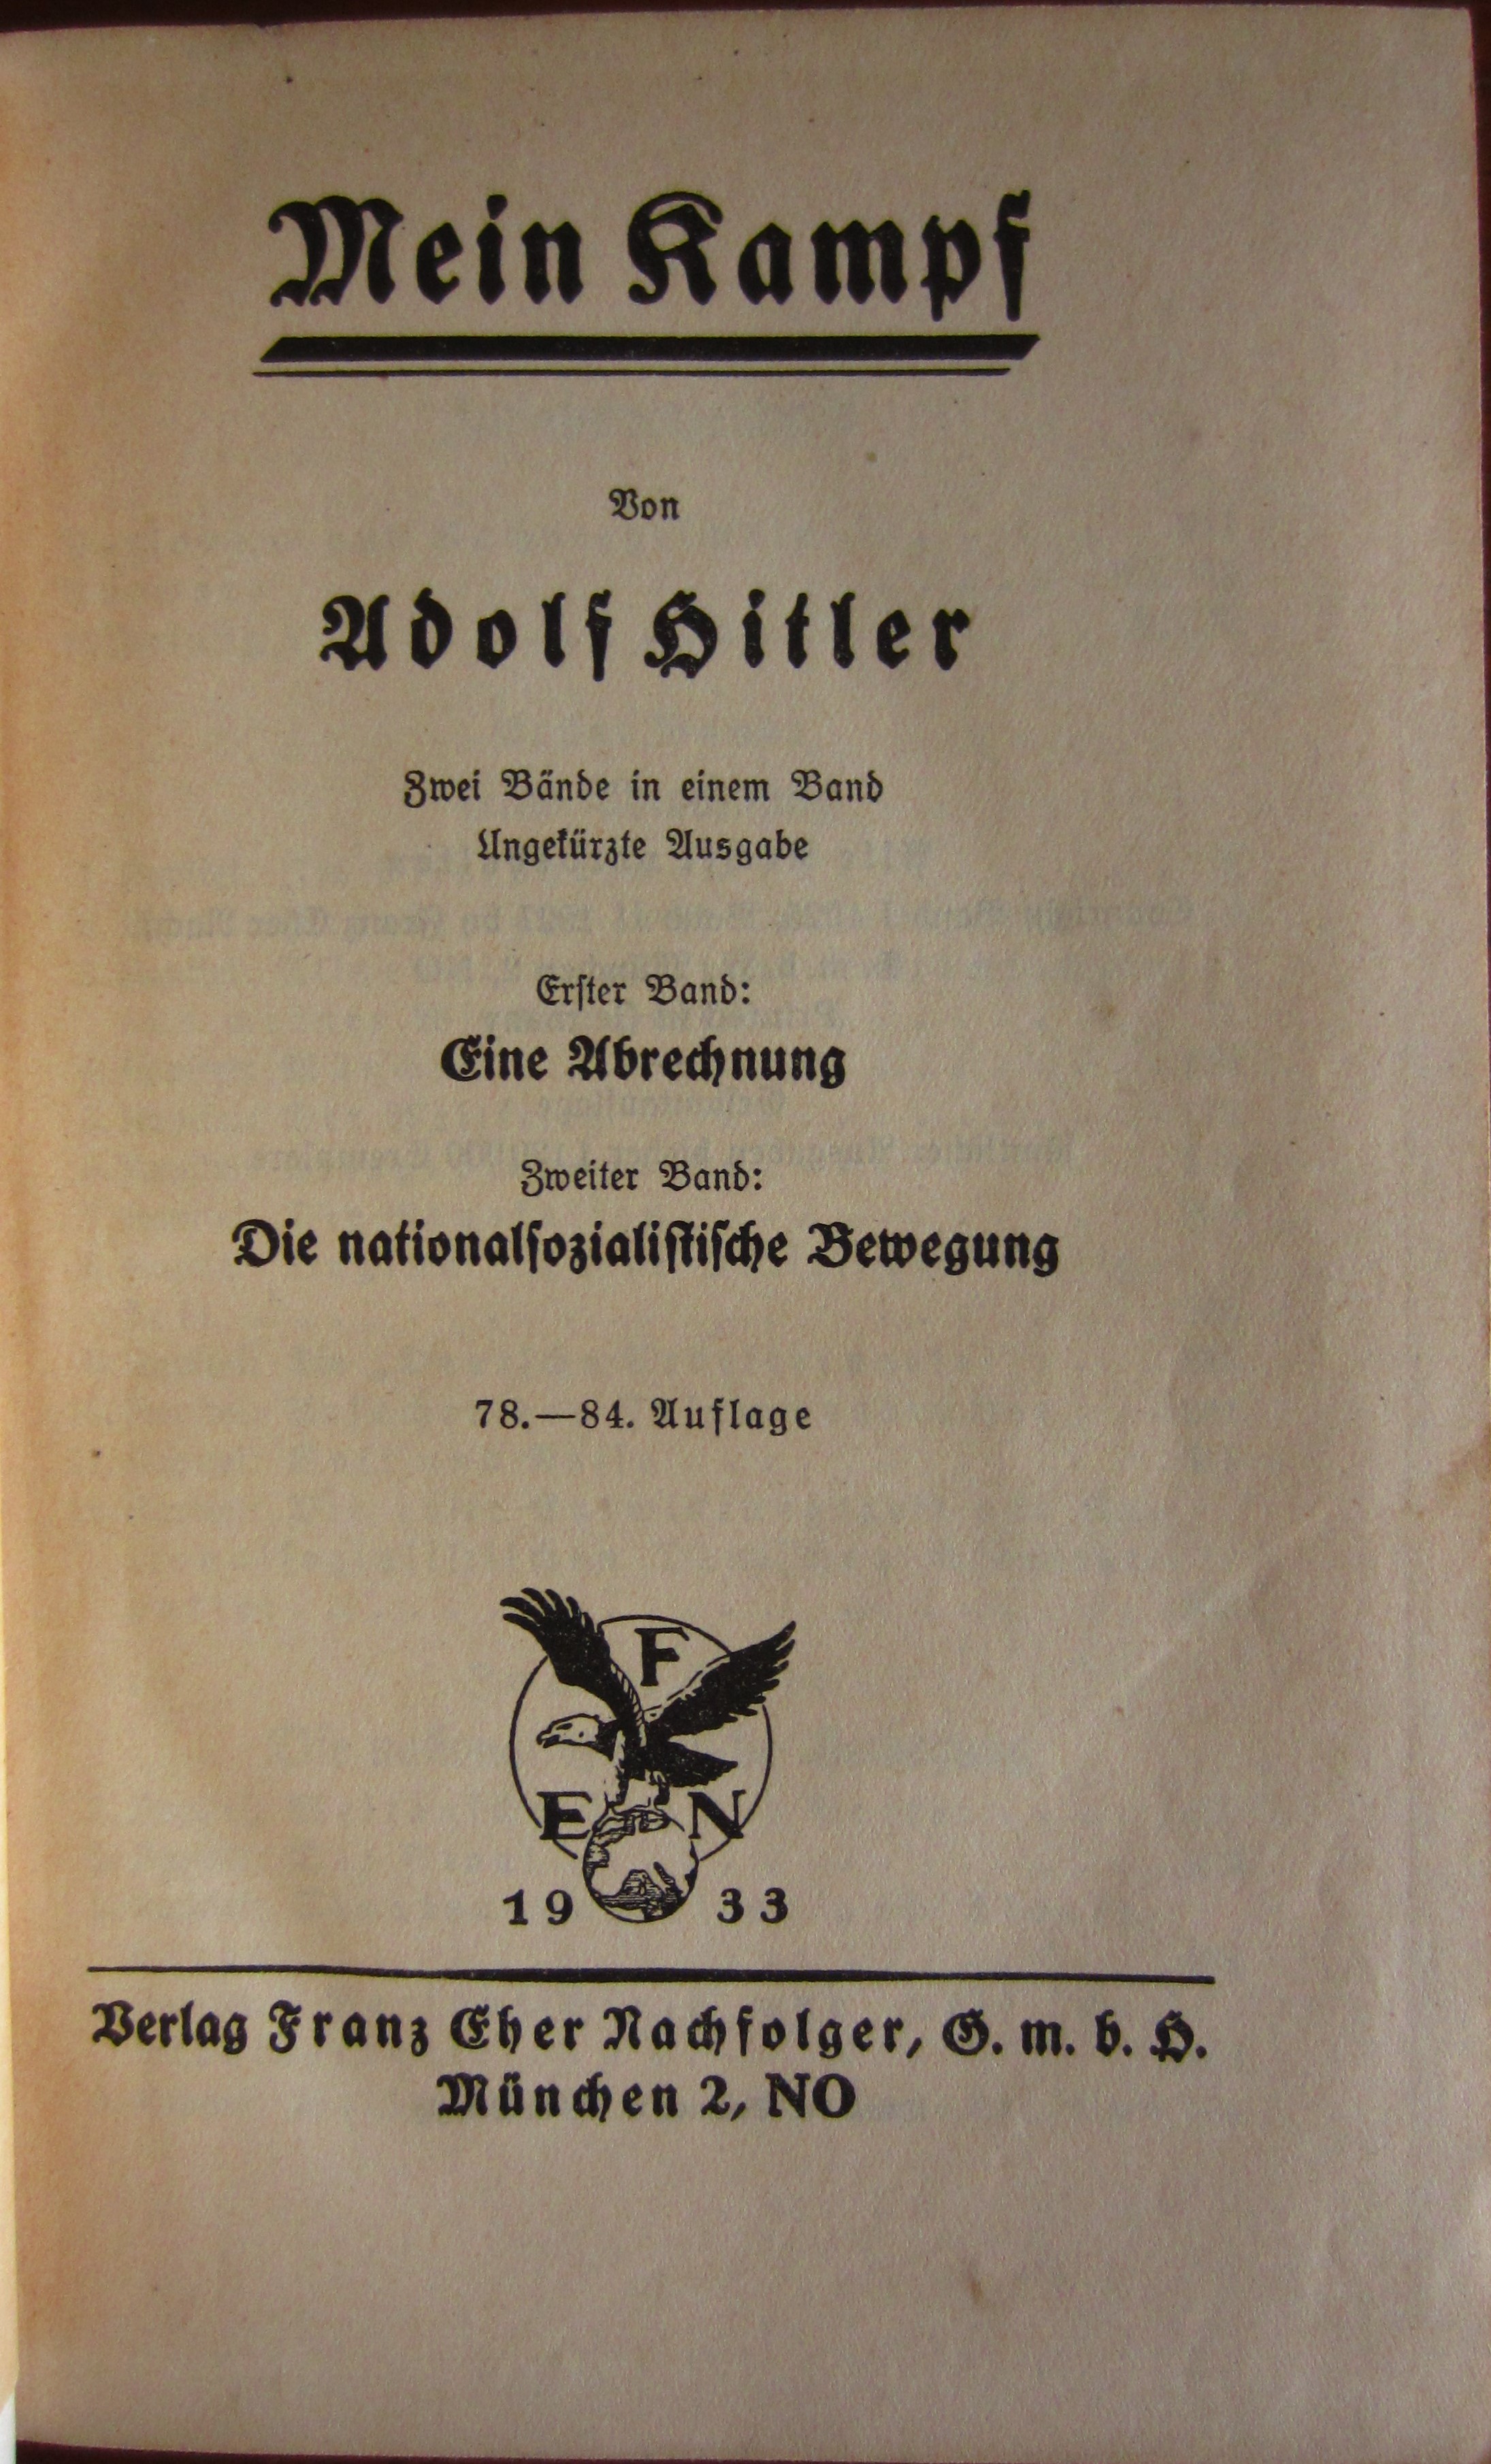 Mein Kampf
Von
Adolf Hitler
Zwei Bände in einem Band
Ungekürzte Ausgabe
Erster Band:
Eine Abrechnung
Zweiter Band:
Die nationalsozialistische Bewegung
78.—84. Auflage
F
E N
19 33
Verlag Franz Eher Nachfolger, G. m. b. H.
München 2, NO